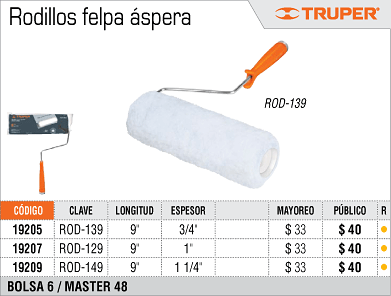 Rodillos felpa áspera
TRUPER
ROD-139
CÓDIGO CLAVE LONGITUD ESPESOR MAYOREO PÚBLICO R
19205 ROD-139 9" 3/4" $ 33 $ 40
19207 ROD-129 9" 1" $ 33 $ 40
19209 ROD-149 9" 1 1/4" $ 33 $ 40
BOLSA 6 / MASTER 48